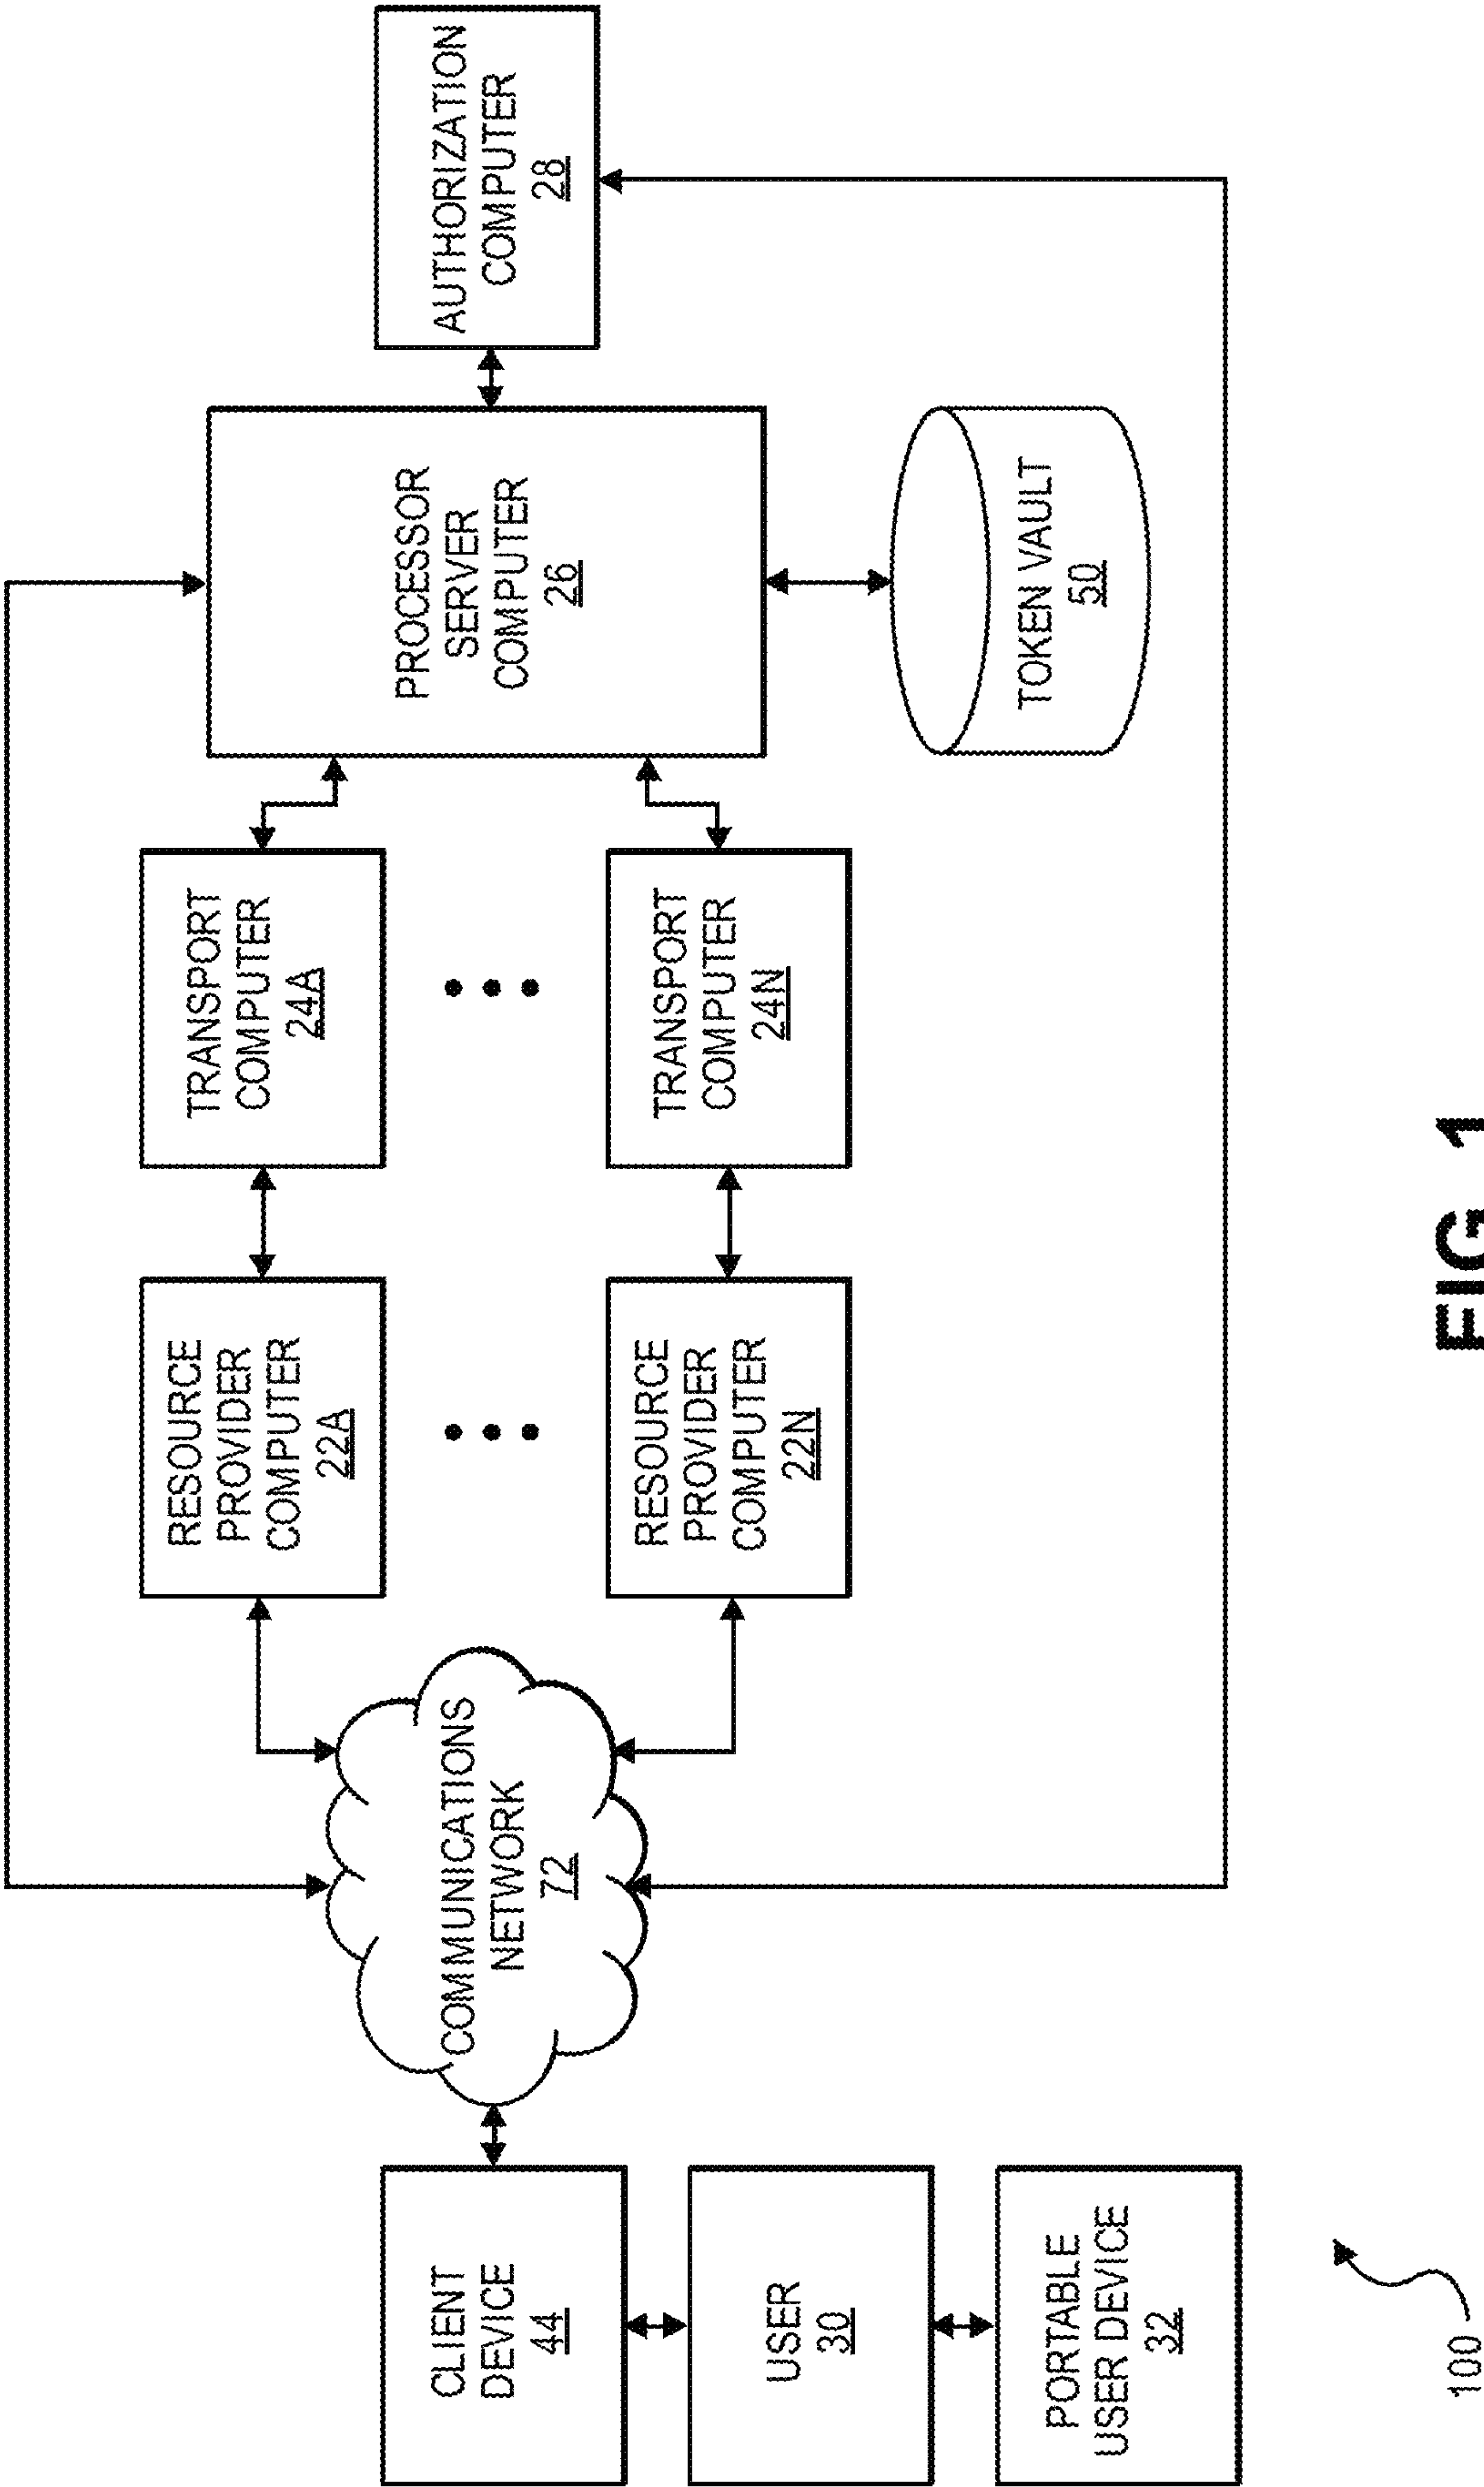 CLIENT
DEVICE
44
USER
30
PORTABLE
USER DEVICE
32
COMMUNICATIONS
NETWORK
72
RESOURCE
PROVIDER
COMPUTER
22A
RESOURCE
PROVIDER
COMPUTER
22N
TRANSPORT
COMPUTER
24A
TRANSPORT
COMPUTER
24N
PROCESSOR
SERVER
COMPUTER
26
TOKEN VAULT
50
AUTHORIZATION
COMPUTER
28
100
FIG. 1